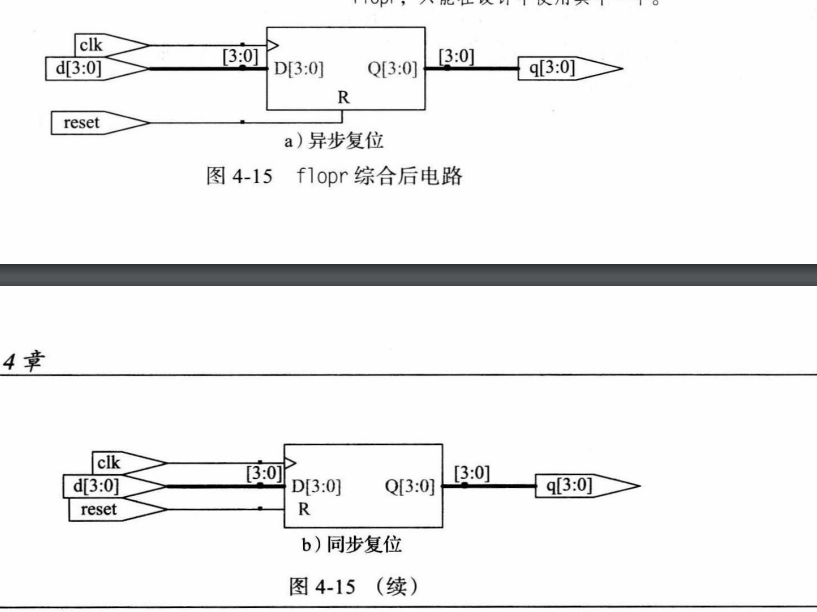 flopr，只能在设计中使用其中一个。
clk
[3:0]
[3:0]
d[3:0]
D[3:0]
Q[3:0]
q[3:0]
R
reset
a）异步复位
图 4-15 flopr 综合后电路
4 章
clk
[3:0]
[3:0]
d[3:0]
D[3:0]
Q[3:0]
q[3:0]
reset
R
b）同步复位
图 4-15 （续）